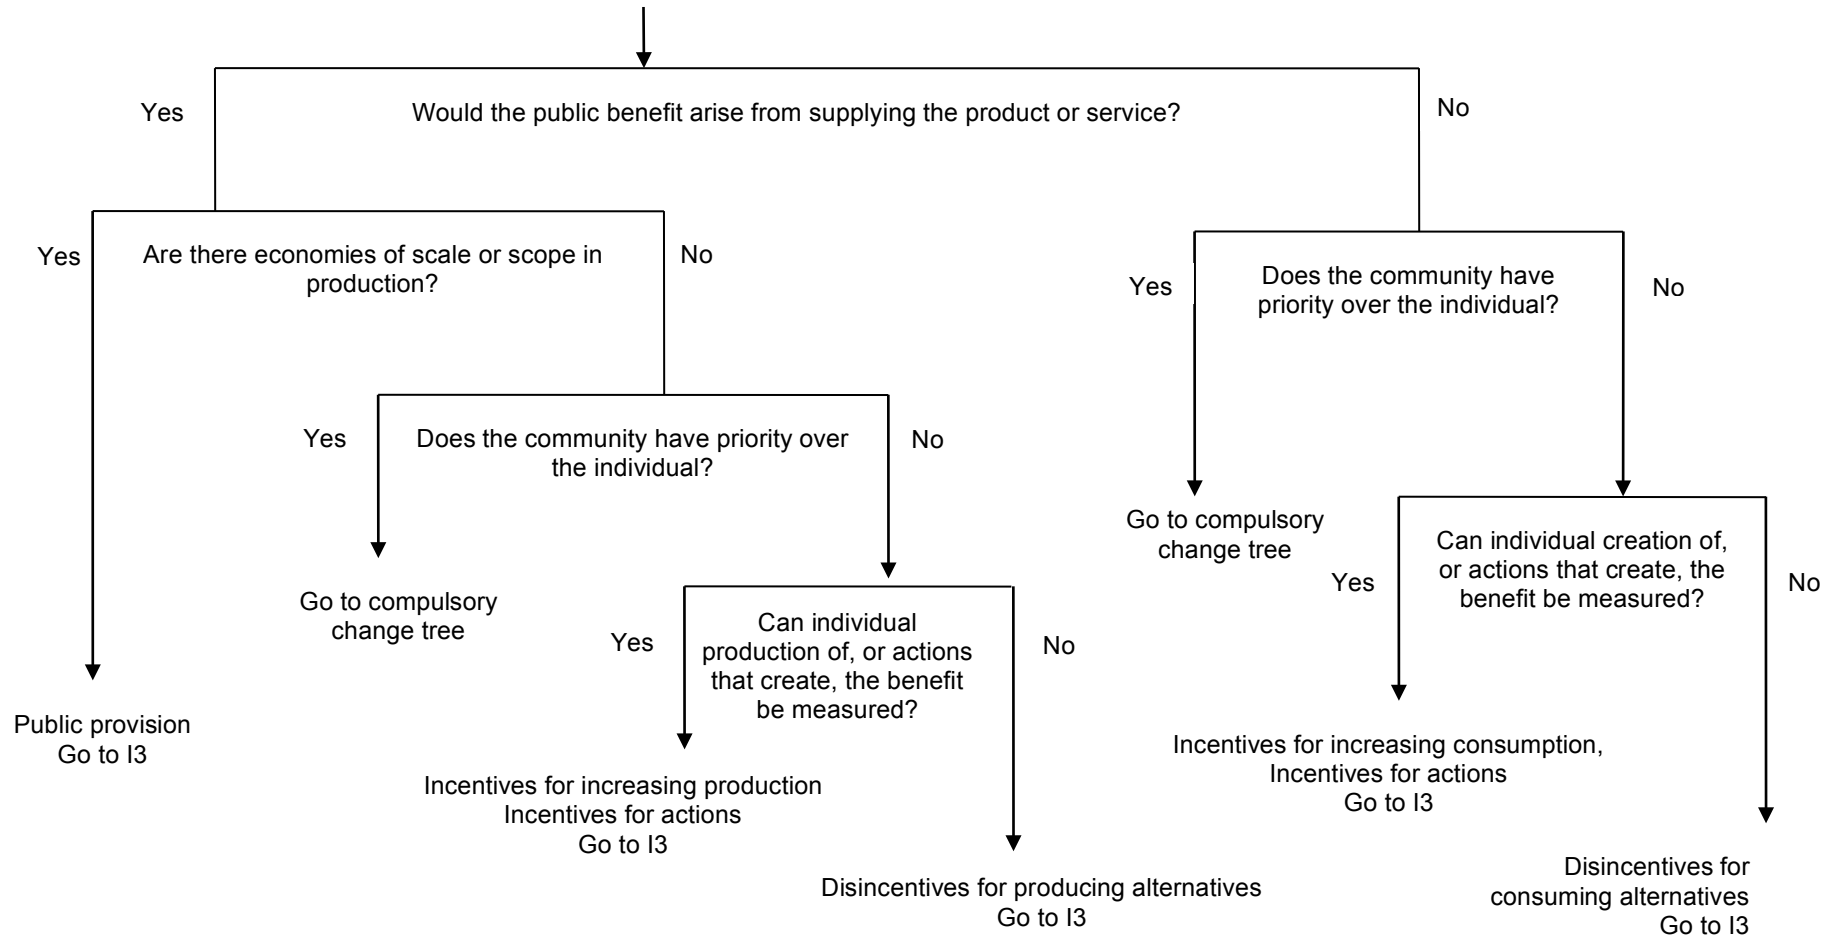 Yes
Would the public benefit arise from supplying the product or service?
No
Yes
Are there economies of scale or scope in
production?
No
Yes
Does the community have
priority over the individual?
No
Yes
Does the community have priority over
the individual?
No
Go to compulsory
change tree
Yes
Can individual creation of,
or actions that create, the
benefit be measured?
No
Go to compulsory
change tree
Yes
Can individual
production of, or actions
that create, the benefit
be measured?
No
Public provision
Go to I3
Incentives for increasing consumption,
Incentives for actions
Go to I3
Incentives for increasing production
Incentives for actions
Go to I3
Disincentives for producing alternatives
Go to I3
Disincentives for
consuming alternatives
Go to I3